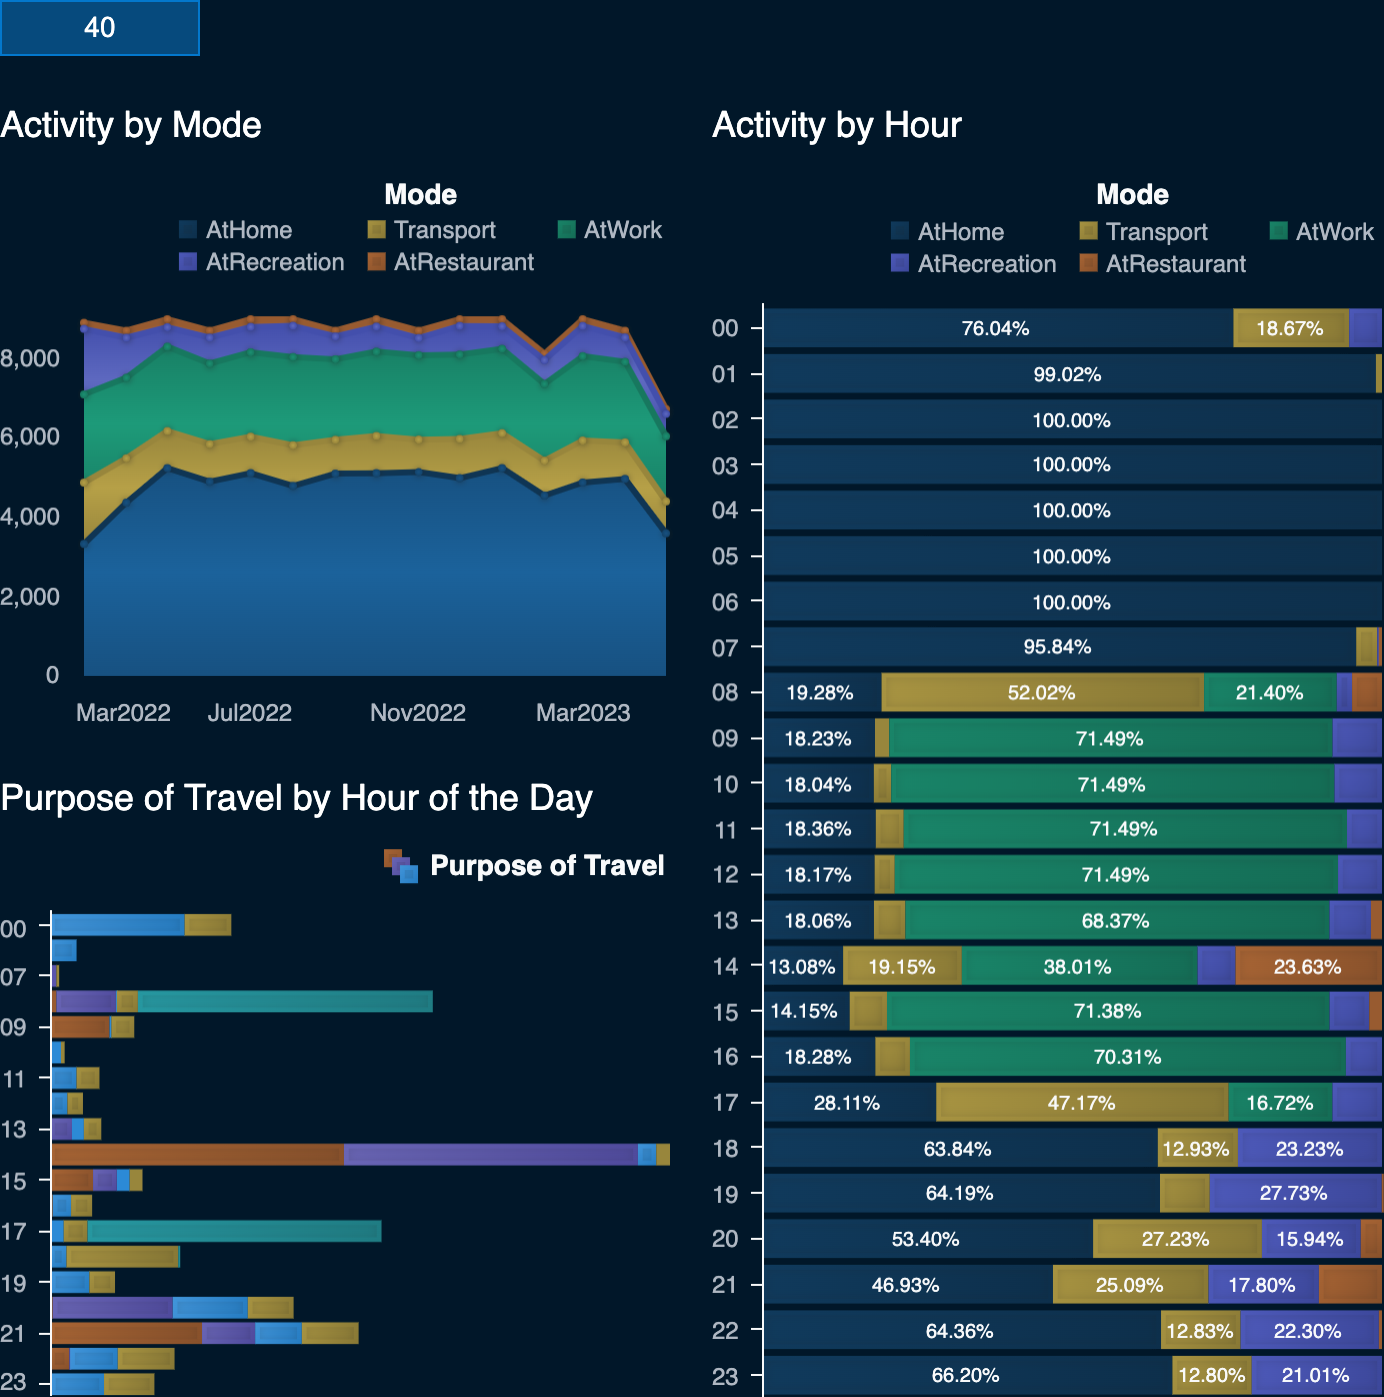 40
Activity by Mode
Mode
AtHome Transport AtWork
AtRecreation AtRestaurant
8,000
6,000
4,000
2,000
0
Mar2022 Jul2022 Nov2022 Mar2023
Purpose of Travel by Hour of the Day
Purpose of Travel
00
07
09
11
13
15
17
19
21
23
Activity by Hour
Mode
AtHome Transport AtWork
AtRecreation AtRestaurant
00 76.04% 18.67%
01 99.02%
02 100.00%
03 100.00%
04 100.00%
05 100.00%
06 100.00%
07 95.84%
08 19.28% 52.02% 21.40%
09 18.23% 71.49%
10 18.04% 71.49%
11 18.36% 71.49%
12 18.17% 71.49%
13 18.06% 68.37%
14 13.08% 19.15% 38.01% 23.63%
15 14.15% 71.38%
16 18.28% 70.31%
17 28.11% 47.17% 16.72%
18 63.84% 12.93% 23.23%
19 64.19% 27.73%
20 53.40% 27.23% 15.94%
21 46.93% 25.09% 17.80%
22 64.36% 12.83% 22.30%
23 66.20% 12.80% 21.01%